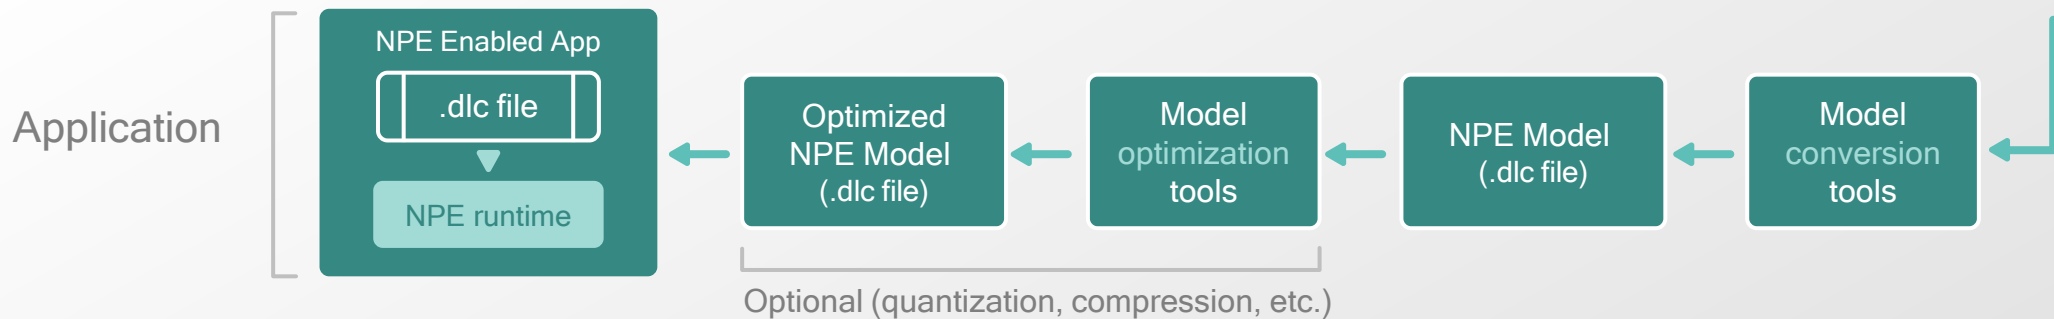 Application
NPE Enabled App
.dlc file
NPE runtime
Optimized
NPE Model
(.dlc file)
Model
optimization
tools
NPE Model
(.dlc file)
Model
conversion
tools
Optional (quantization, compression, etc.)